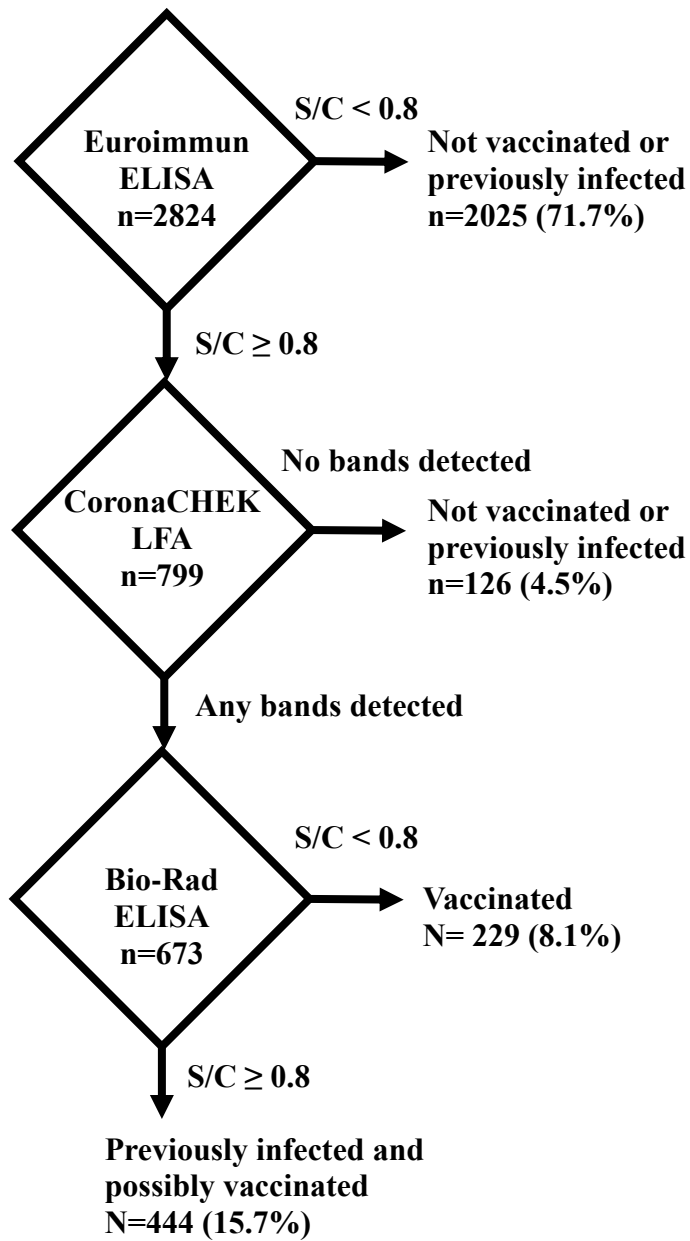 S/C < 0.8
Euroimmun
ELISA
n=2824
Not vaccinated or
previously infected
n=2025 (71.7%)
S/C ≥ 0.8
No bands detected
CoronaCHEK
LFA
n=799
Not vaccinated or
previously infected
n=126 (4.5%)
Any bands detected
S/C < 0.8
Bio-Rad
ELISA
n=673
Vaccinated
N= 229 (8.1%)
S/C ≥ 0.8
Previously infected and
possibly vaccinated
N=444 (15.7%)